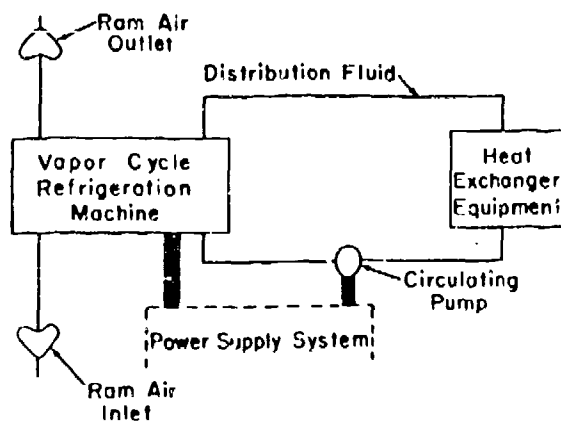 Ram Air
Outlet
Distribution Fluid
Vapor Cycle
Refrigeration
Machine
Heat
Exchanger
Equipment
Circulating
Pump
Power Supply System
Ram Air
Inlet